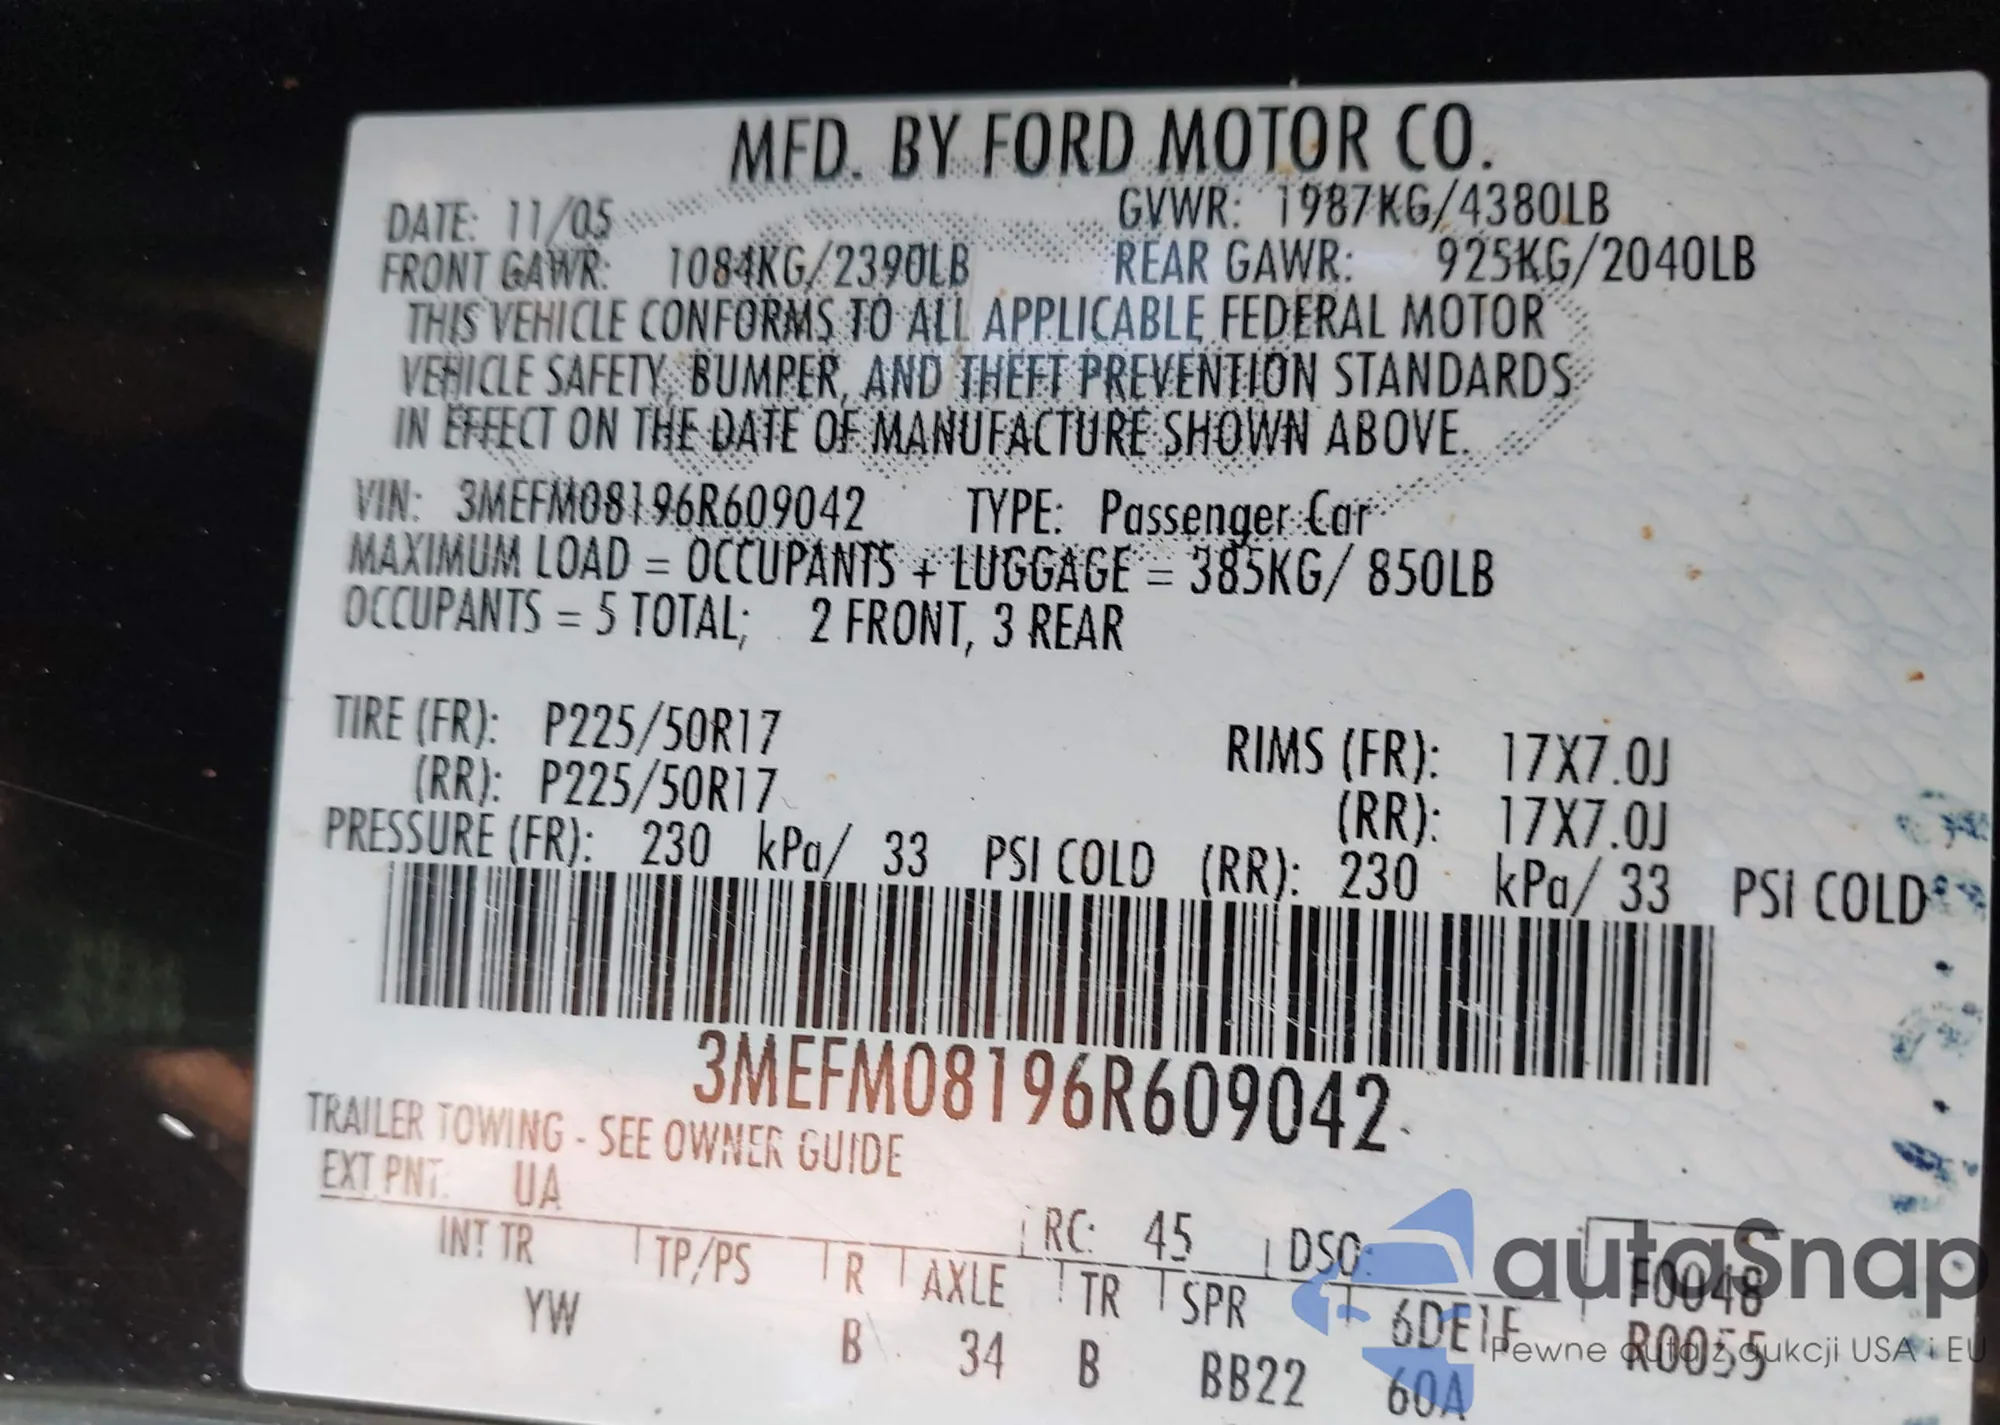 MFD. BY FORD MOTOR CO.
DATE: 11/05 GVWR: 1987KG/4380LB
FRONT GAWR: 1084KG/2390LB REAR GAWR: 925KG/2040LB
THIS VEHICLE CONFORMS TO ALL APPLICABLE FEDERAL MOTOR
VEHICLE SAFETY, BUMPER, AND THEFT PREVENTION STANDARDS
IN EFFECT ON THE DATE OF MANUFACTURE SHOWN ABOVE.
VIN: 3MEFM08196R609042 TYPE: Passenger Car
MAXIMUM LOAD = OCCUPANTS + LUGGAGE = 385KG/ 850LB
OCCUPANTS = 5 TOTAL; 2 FRONT, 3 REAR
TIRE (FR): P225/50R17 RIMS (FR): 17X7.0J
(RR): P225/50R17 (RR): 17X7.0J
PRESSURE (FR): 230 kPa/ 33 PSI COLD (RR): 230 kPa/ 33 PSI COLD
3MEFM08196R609042
TRAILER TOWING - SEE OWNER GUIDE
EXT PNT: UA RC: 45 DSO: F0048
INT TR TP/PS R AXLE TR SPR 6DE1F R0055
YW B 34 B BB22 60A
autoSnap
Pewne auta z aukcji USA i EU